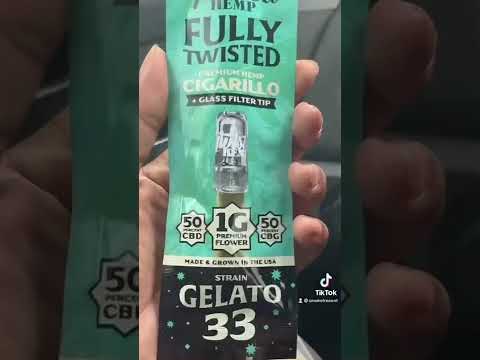 HEMP
FULLY
TWISTED
PREMIUM HEMP
CIGARILLO
+ GLASS FILTER TIP
50
PERCENT
CBD
1G
PREMIUM
FLOWER
50
PERCENT
CBG
MADE & GROWN IN THE USA
STRAIN
GELATO
33
50
PERCENT
CBD
TikTok